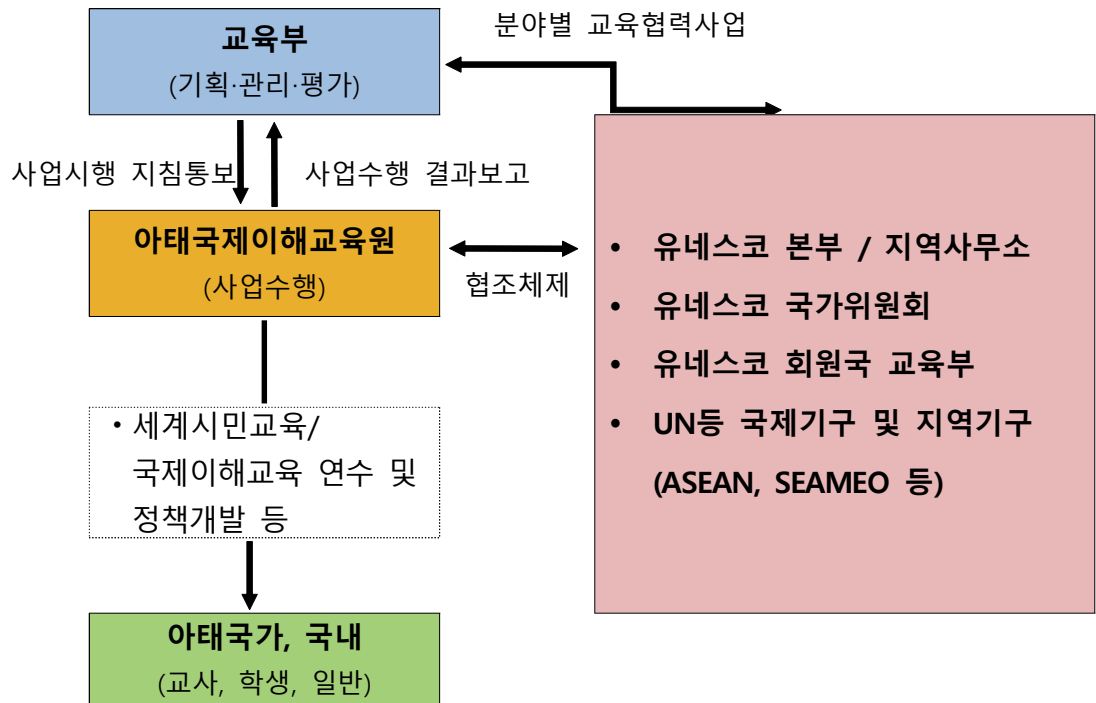 분야별 교육협력사업
교육부
(기획·관리·평가)
사업시행 지침통보
사업수행 결과보고
아태국제이해교육원
(사업수행)
협조체제
• 유네스코 본부 / 지역사무소
• 유네스코 국가위원회
• 유네스코 회원국 교육부
• UN등 국제기구 및 지역기구
(ASEAN, SEAMEO 등)
• 세계시민교육/
국제이해교육 연수 및
정책개발 등
아태국가, 국내
(교사, 학생, 일반)